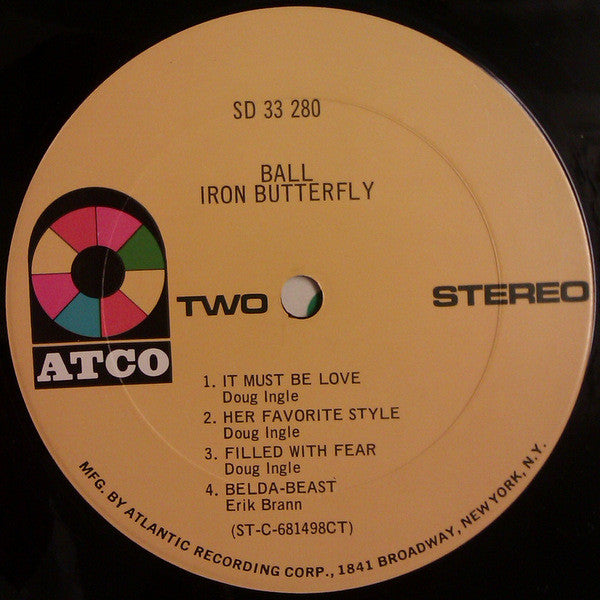 SD 33 280
BALL
IRON BUTTERFLY
TWO
STEREO
ATCO
1. IT MUST BE LOVE
Doug Ingle
2. HER FAVORITE STYLE
Doug Ingle
3. FILLED WITH FEAR
Doug Ingle
4. BELDA-BEAST
Erik Brann
(ST-C-681498CT)
MFG. BY ATLANTIC RECORDING CORP., 1841 BROADWAY, NEW YORK, N.Y.